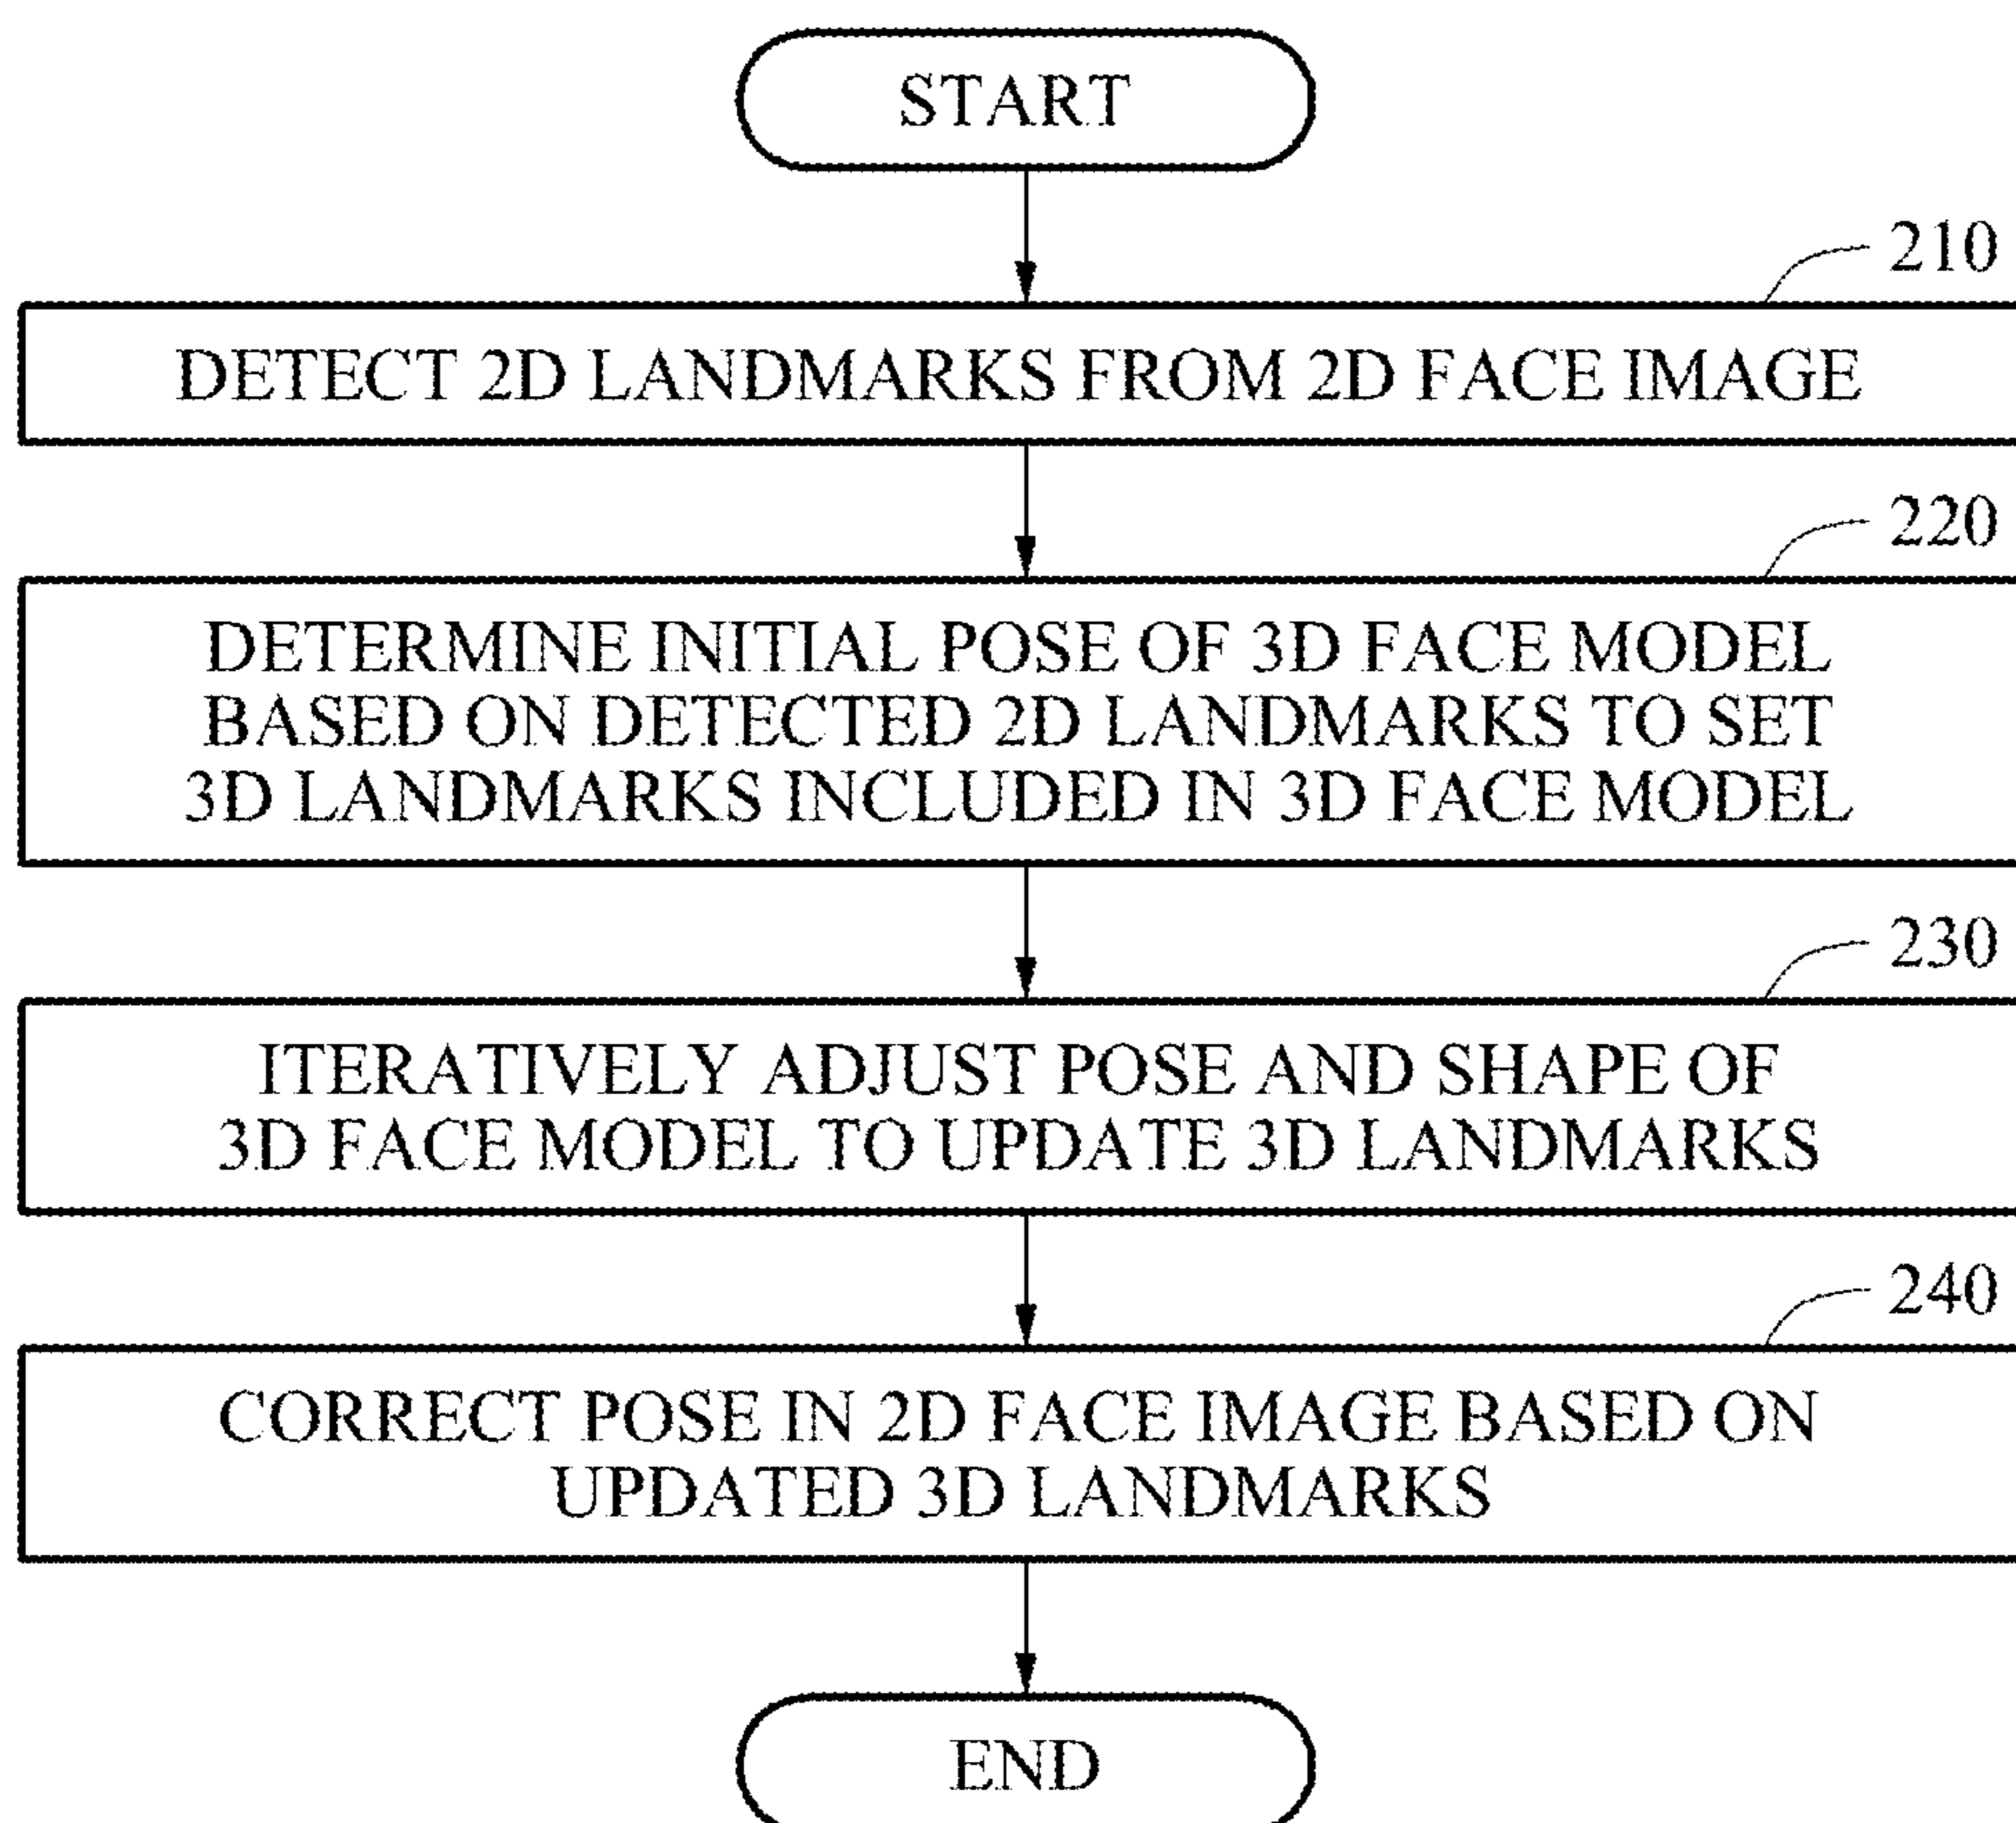 START
210
DETECT 2D LANDMARKS FROM 2D FACE IMAGE
220
DETERMINE INITIAL POSE OF 3D FACE MODEL
BASED ON DETECTED 2D LANDMARKS TO SET
3D LANDMARKS INCLUDED IN 3D FACE MODEL
230
ITERATIVELY ADJUST POSE AND SHAPE OF
3D FACE MODEL TO UPDATE 3D LANDMARKS
240
CORRECT POSE IN 2D FACE IMAGE BASED ON
UPDATED 3D LANDMARKS
END